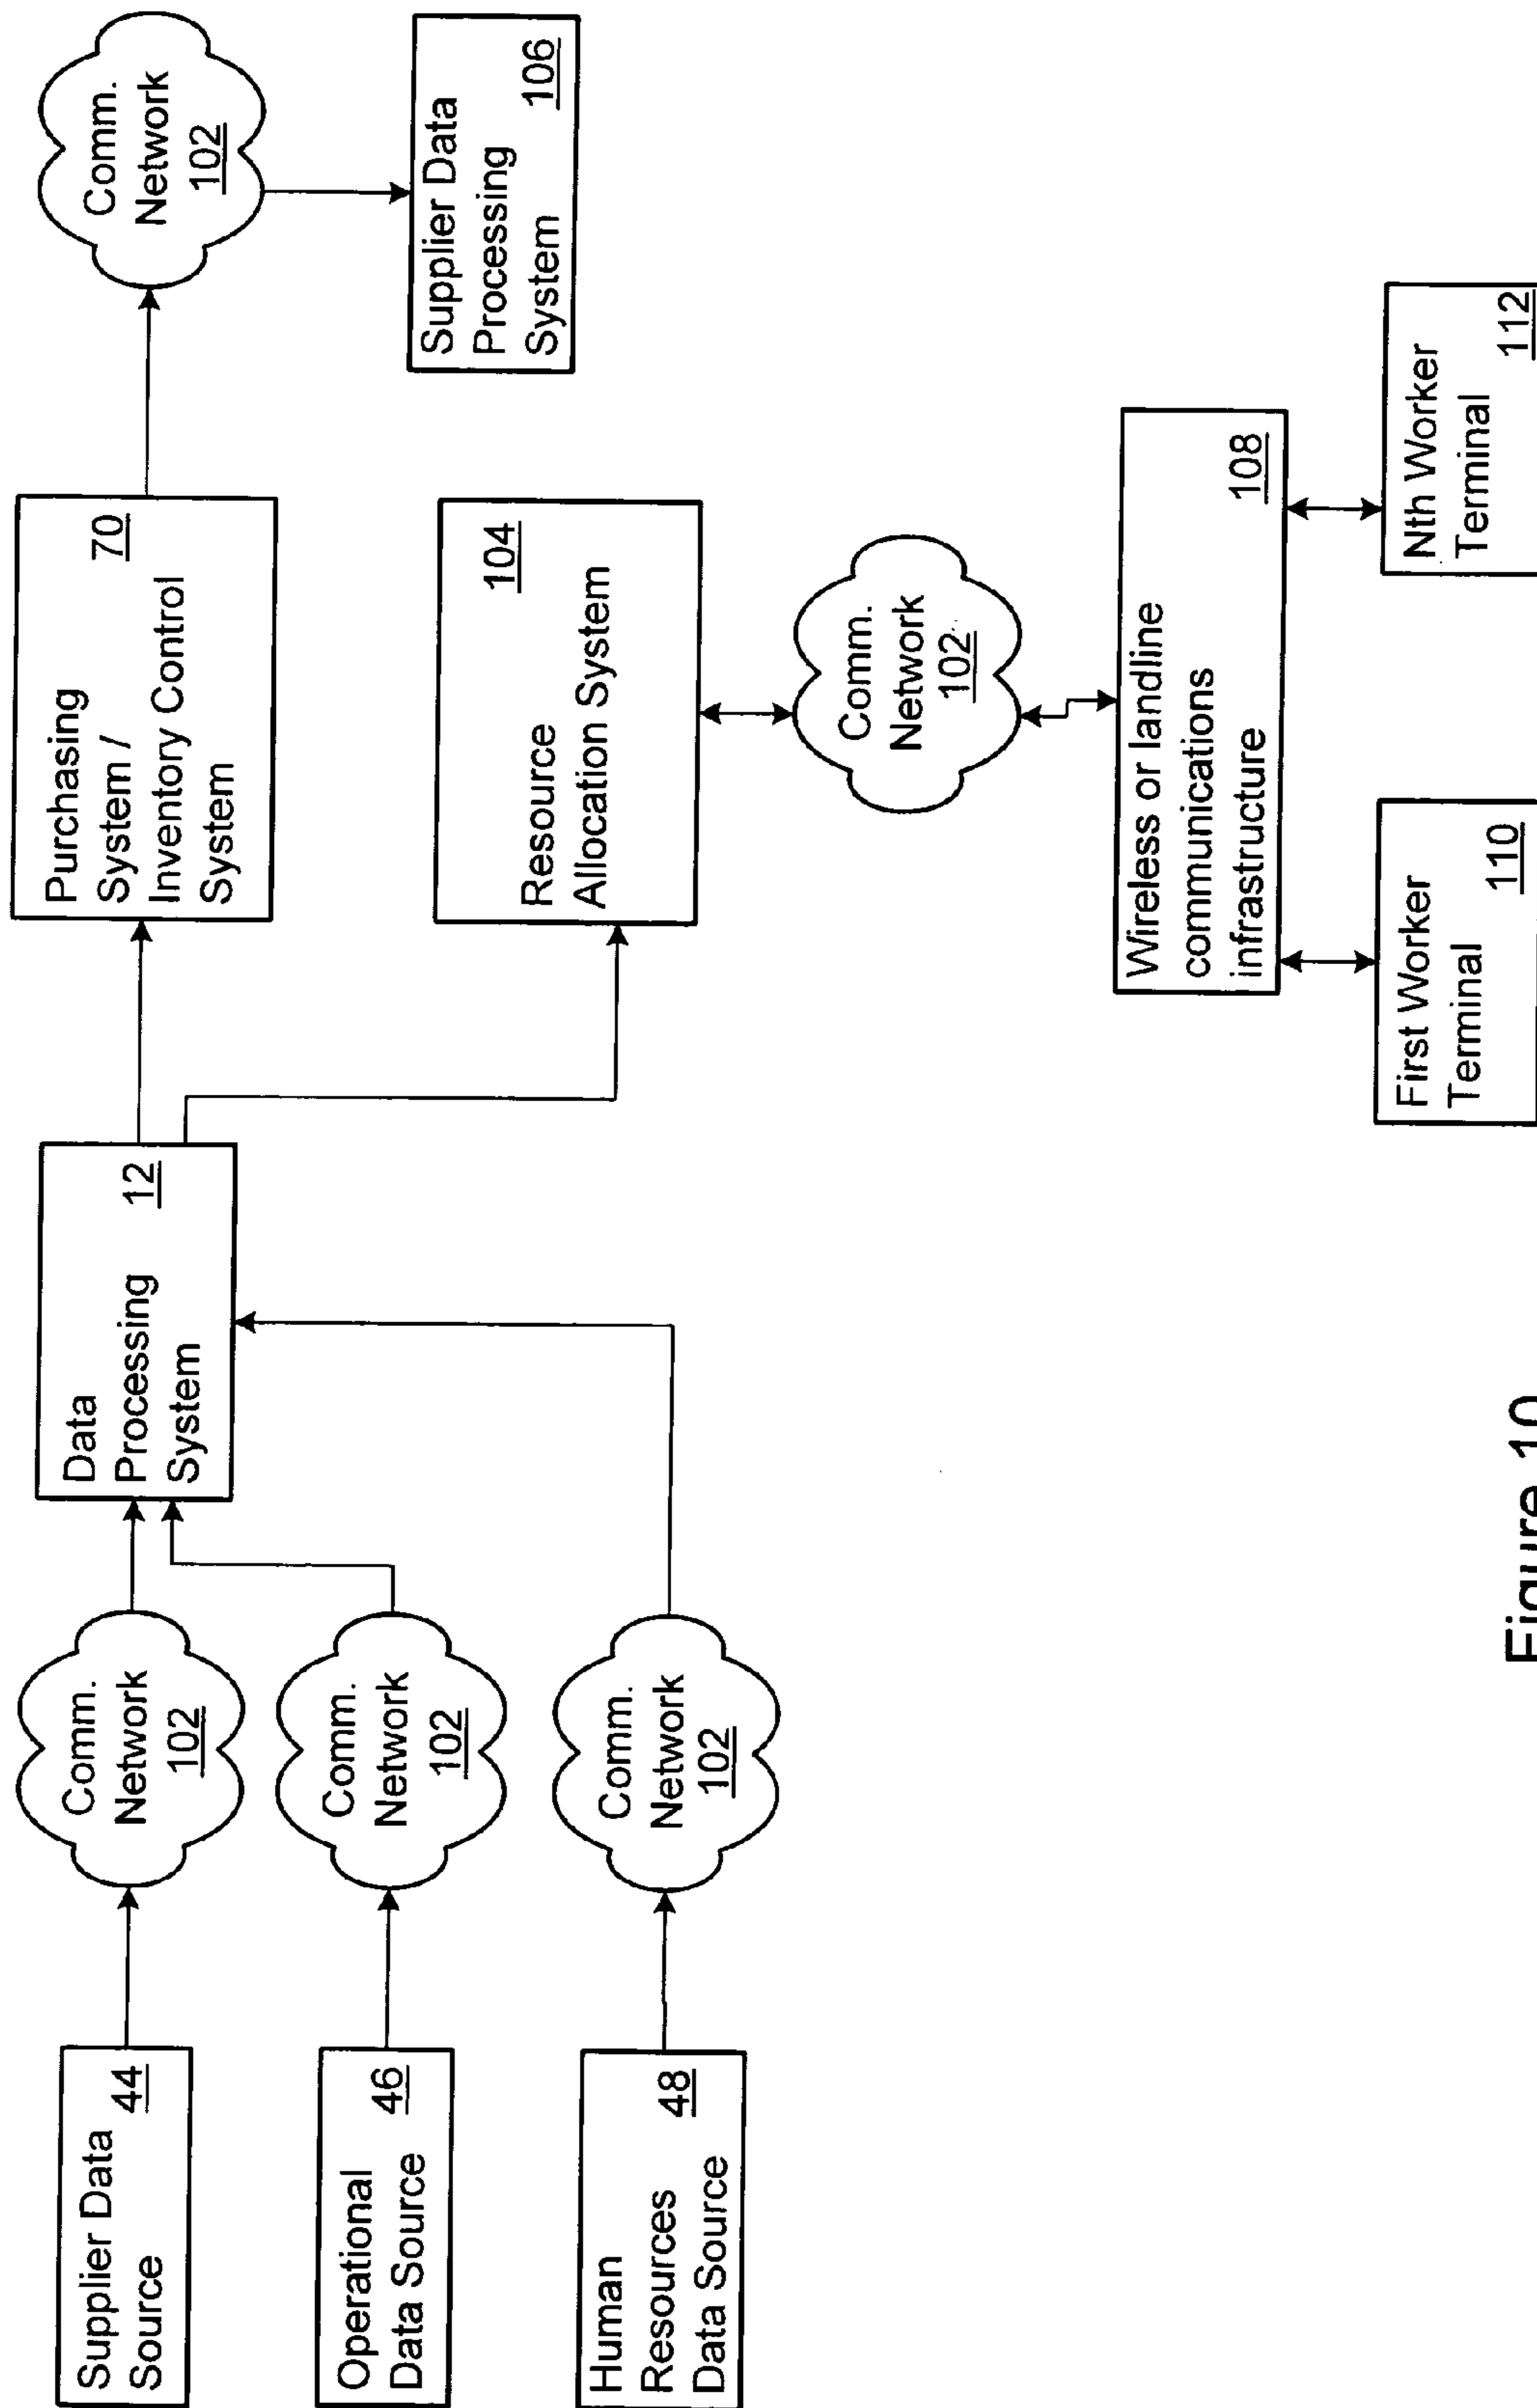 Supplier Data
Source
44
Comm.
Network
102
Operational
Data Source
46
Comm.
Network
102
Human
Resources
Data Source
48
Comm.
Network
102
Data
Processing
System
12
Purchasing
System /
Inventory Control
System
70
Comm.
Network
102
Supplier Data
Processing
System
106
Resource
Allocation System
104
Comm.
Network
102
Wireless or landline
communications
infrastructure
108
First Worker
Terminal
110
Nth Worker
Terminal
112
Figure 10